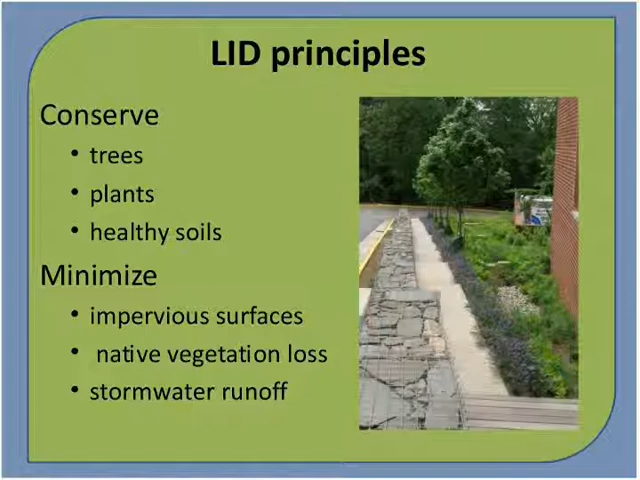 LID principles
Conserve
• trees
• plants
• healthy soils
Minimize
• impervious surfaces
• native vegetation loss
• stormwater runoff